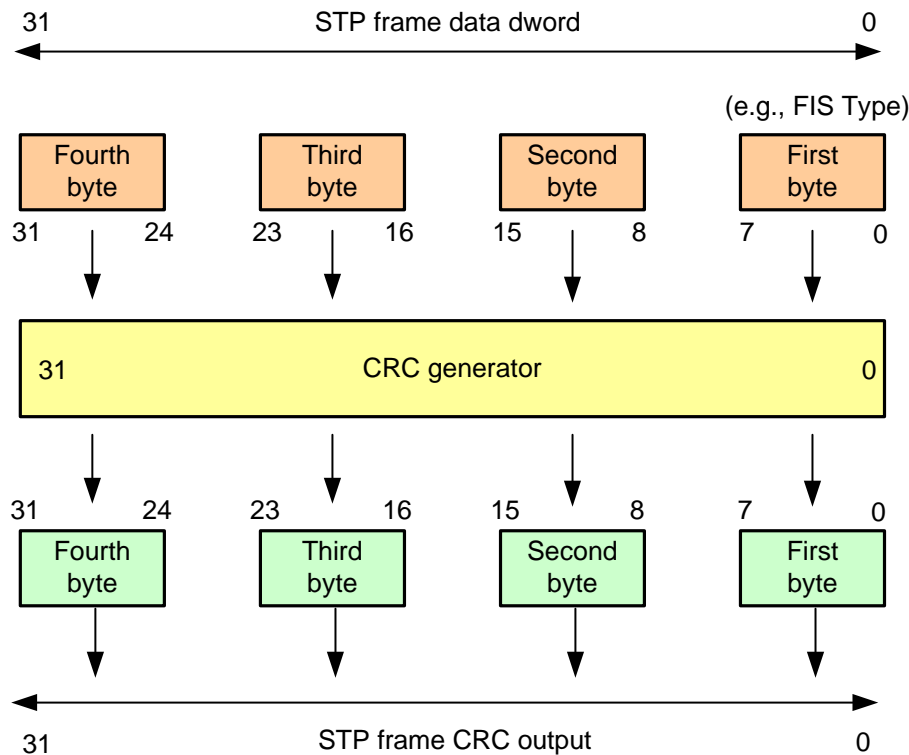 31 STP frame data dword 0
(e.g., FIS Type)
Fourth byte Third byte Second byte First byte
31 24 23 16 15 8 7 0
31 CRC generator 0
31 24 23 16 15 8 7 0
Fourth byte Third byte Second byte First byte
31 STP frame CRC output 0